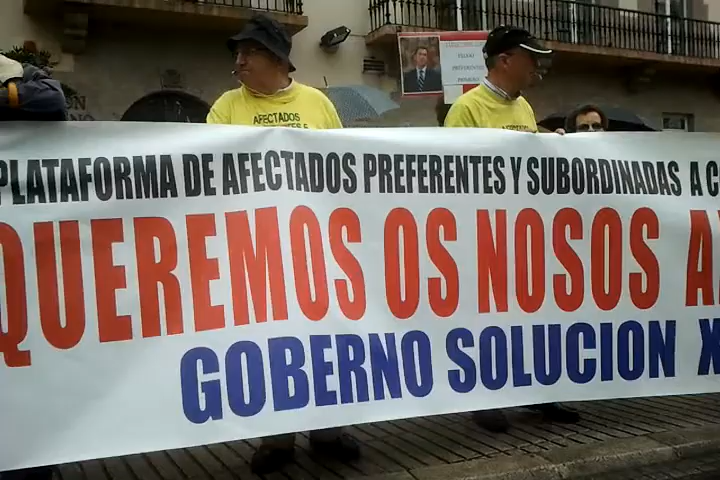 AFECTADOS
PLATAFORMA DE AFECTADOS PREFERENTES Y SUBORDINADAS A
QUEREMOS OS NOSOS
GOBERNO SOLUCION X